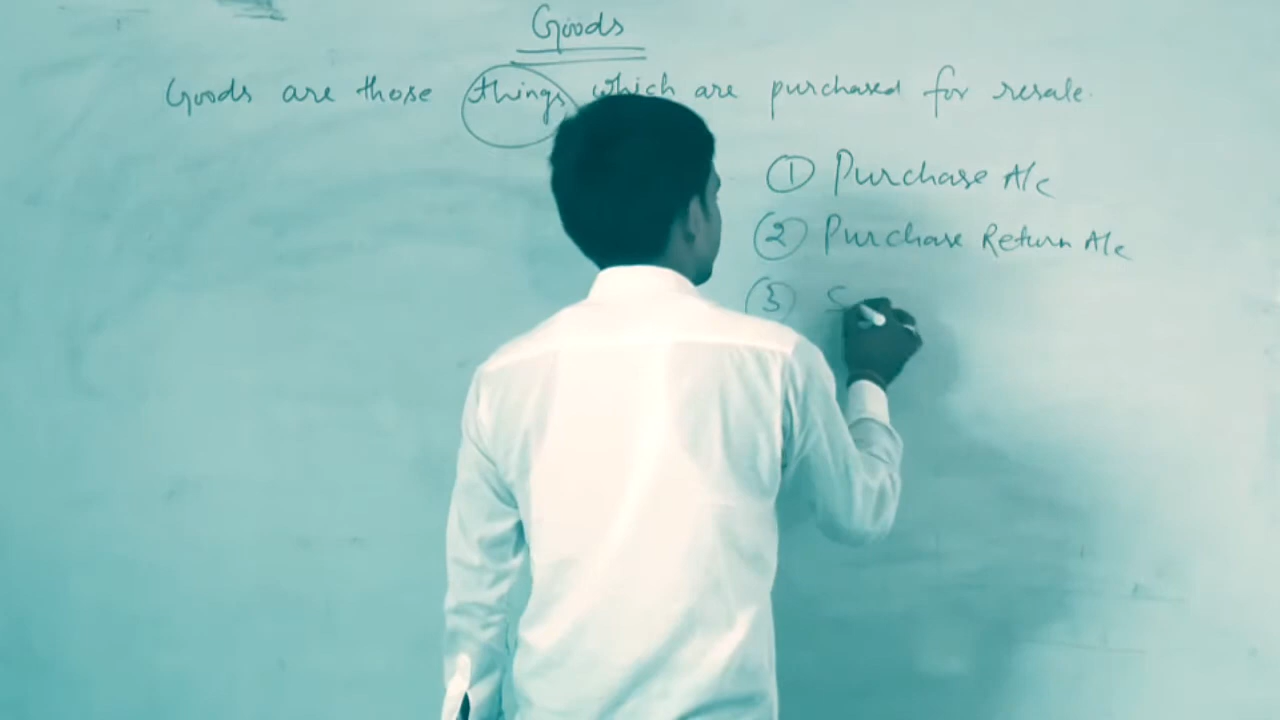 Goods
Goods are those things which are purchased for resale.
① Purchase A/c
② Purchase Return A/c
③ S